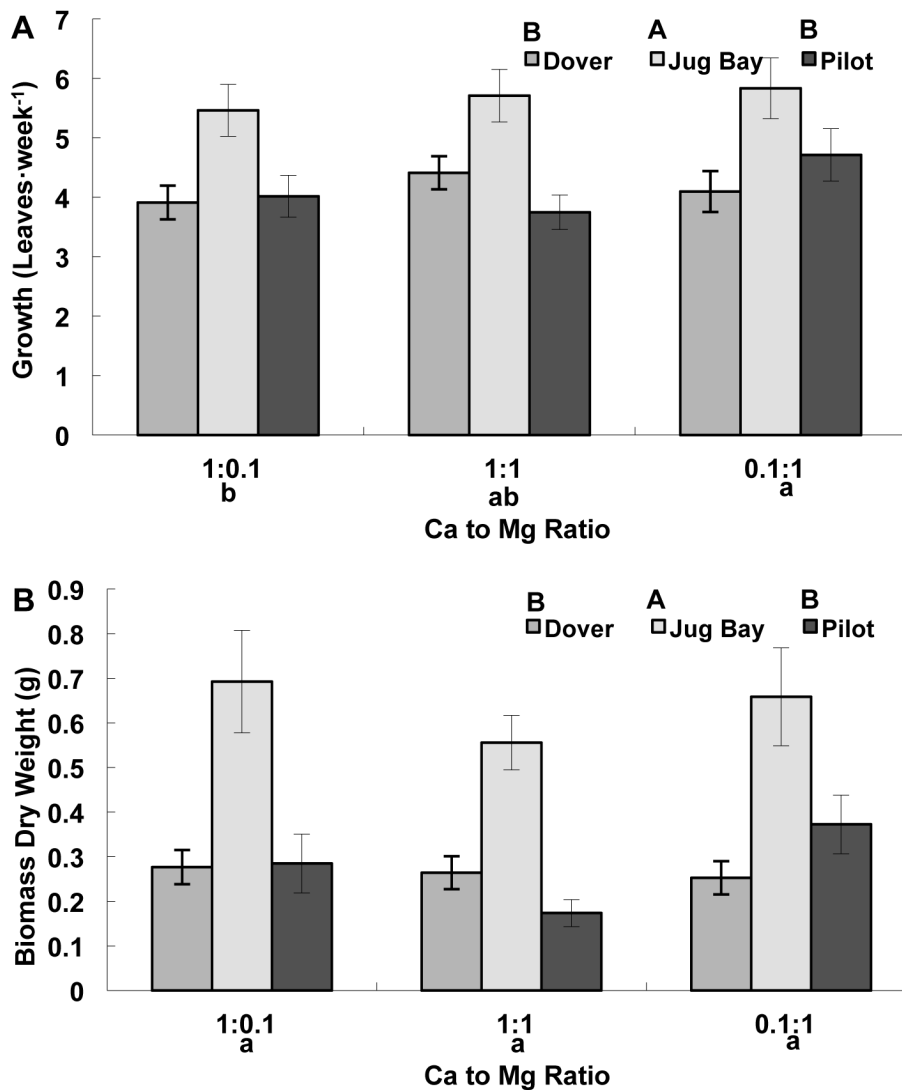 A
B A B
Dover Jug Bay Pilot
7
6
5
4
3
2
1
0
Growth (Leaves·week⁻¹)
1:0.1 1:1 0.1:1
b ab a
Ca to Mg Ratio
B
B A B
Dover Jug Bay Pilot
0.9
0.8
0.7
0.6
0.5
0.4
0.3
0.2
0.1
0
Biomass Dry Weight (g)
1:0.1 1:1 0.1:1
a a a
Ca to Mg Ratio